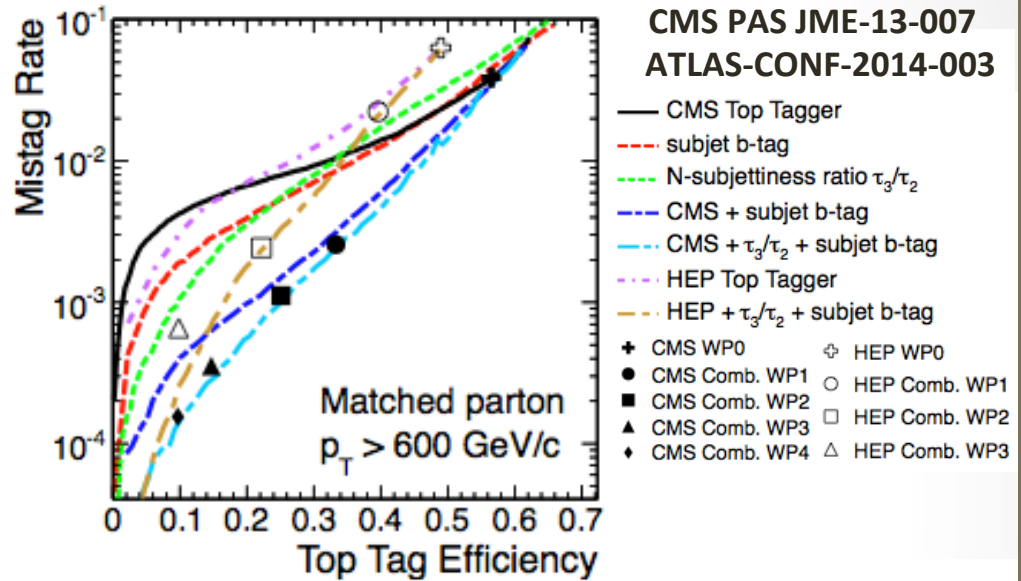 CMS PAS JME-13-007
ATLAS-CONF-2014-003
Mistag Rate
10⁻¹
10⁻²
10⁻³
10⁻⁴
Matched parton
p_T > 600 GeV/c
0 0.1 0.2 0.3 0.4 0.5 0.6 0.7
Top Tag Efficiency
CMS Top Tagger
subjet b-tag
N-subjettiness ratio τ₃/τ₂
CMS + subjet b-tag
CMS + τ₃/τ₂ + subjet b-tag
HEP Top Tagger
HEP + τ₃/τ₂ + subjet b-tag
CMS WP0
CMS Comb. WP1
CMS Comb. WP2
CMS Comb. WP3
CMS Comb. WP4
HEP WP0
HEP Comb. WP1
HEP Comb. WP2
HEP Comb. WP3